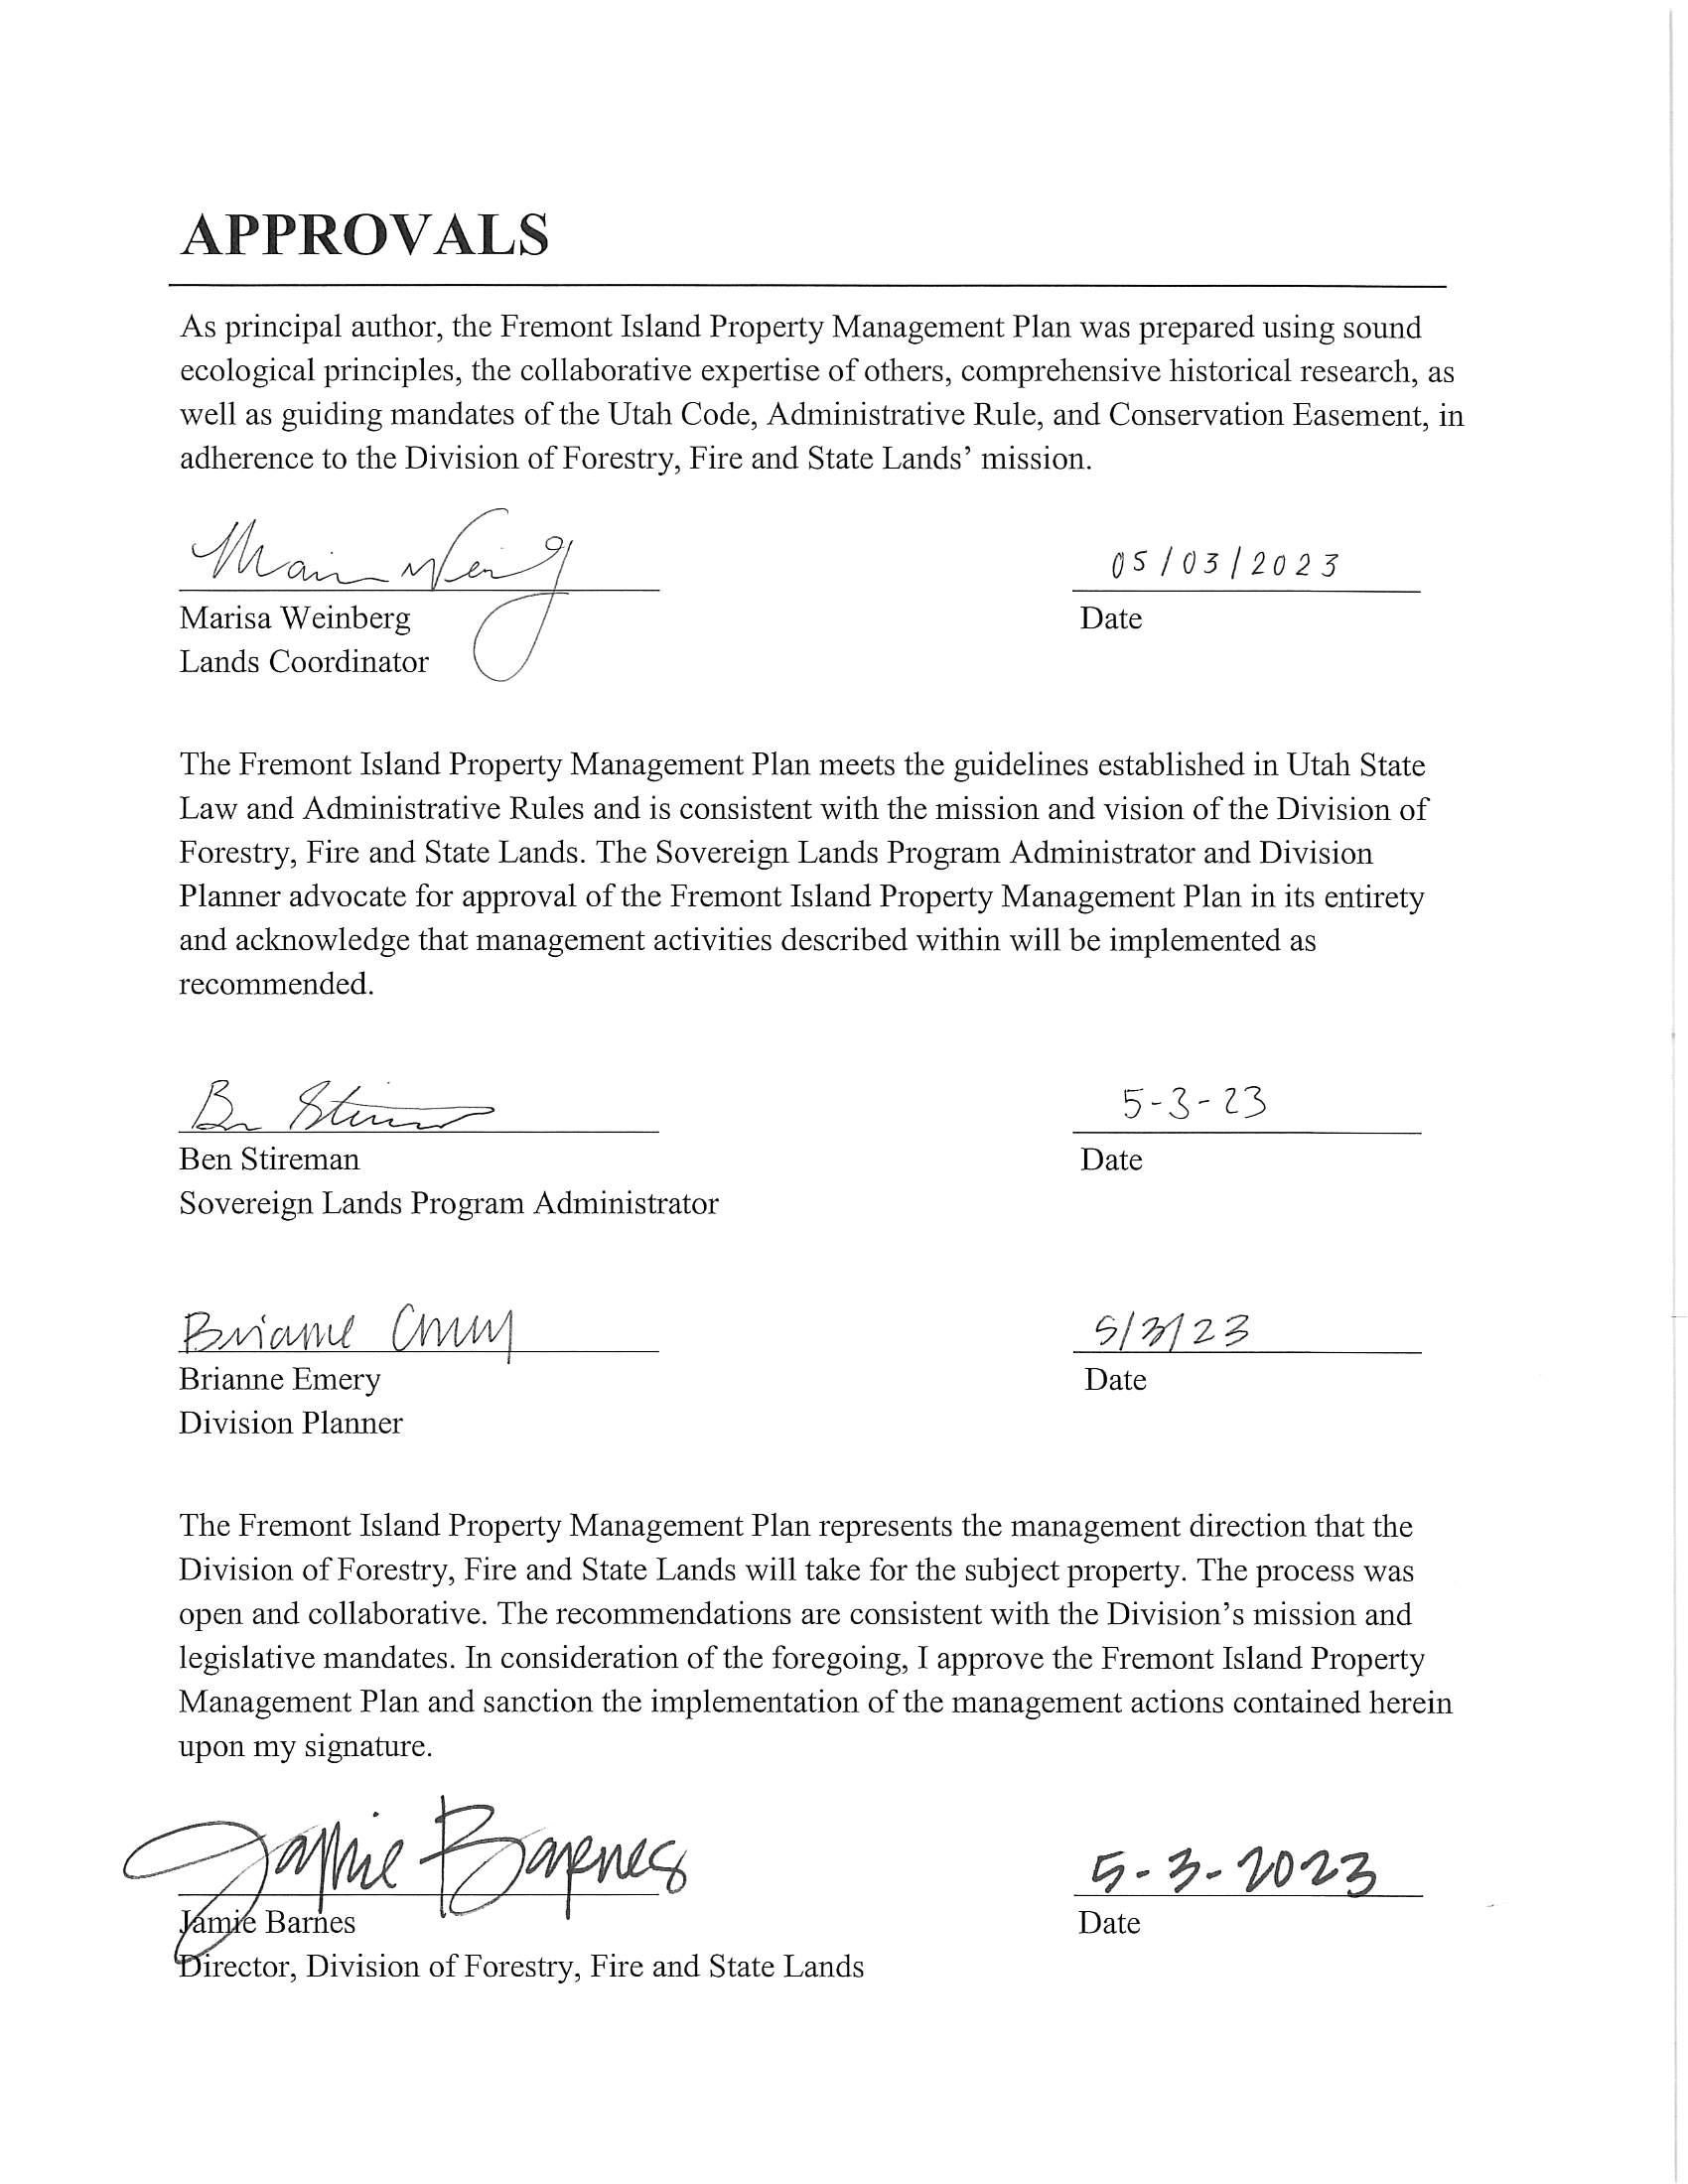 APPROVALS
As principal author, the Fremont Island Property Management Plan was prepared using sound
ecological principles, the collaborative expertise of others, comprehensive historical research, as
well as guiding mandates of the Utah Code, Administrative Rule, and Conservation Easement, in
adherence to the Division of Forestry, Fire and State Lands' mission.
05/03/2023
Marisa Weinberg Date
Lands Coordinator
The Fremont Island Property Management Plan meets the guidelines established in Utah State
Law and Administrative Rules and is consistent with the mission and vision of the Division of
Forestry, Fire and State Lands. The Sovereign Lands Program Administrator and Division
Planner advocate for approval of the Fremont Island Property Management Plan in its entirety
and acknowledge that management activities described within will be implemented as
recommended.
5-3-23
Ben Stireman Date
Sovereign Lands Program Administrator
Brianne Emery 5/3/23
Brianne Emery Date
Division Planner
The Fremont Island Property Management Plan represents the management direction that the
Division of Forestry, Fire and State Lands will take for the subject property. The process was
open and collaborative. The recommendations are consistent with the Division's mission and
legislative mandates. In consideration of the foregoing, I approve the Fremont Island Property
Management Plan and sanction the implementation of the management actions contained herein
upon my signature.
Jamie Barnes 5-3-2023
Jamie Barnes Date
Director, Division of Forestry, Fire and State Lands